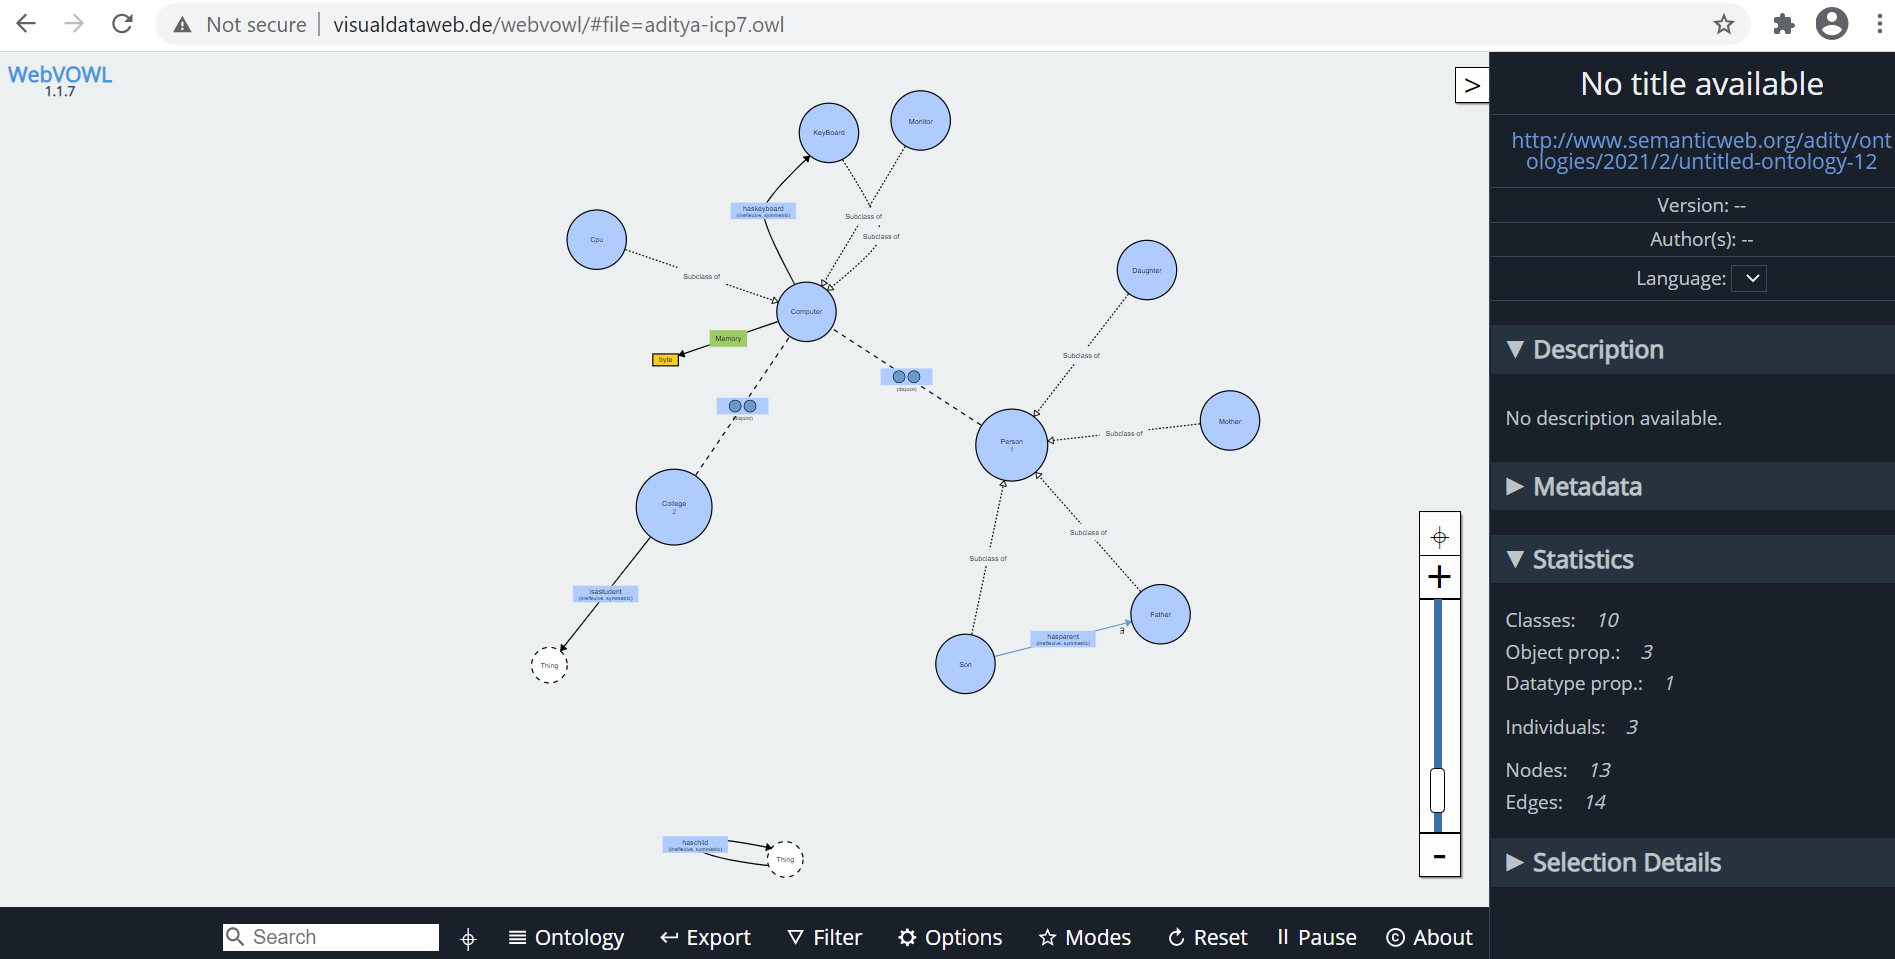 Not secure
visualdataweb.de/webvowl/#file=aditya-icp7.owl
WebVOWL
1.1.7
>
KeyBoard
Monitor
haskeyboard
(irreflexive, symmetric)
Subclass of
Cpu
Subclass of
Subclass of
Daughter
Computer
Memory
byte
Subclass of
(disjoint)
(disjoint)
Mother
Subclass of
Person
1
College
2
Subclass of
Subclass of
isastudent
(irreflexive, symmetric)
Father
hasparent
(irreflexive, symmetric)
Son
Thing
haschild
(irreflexive, symmetric)
Thing
+
-
No title available
http://www.semanticweb.org/adity/ont
ologies/2021/2/untitled-ontology-12
Version: --
Author(s): --
Language:
Description
No description available.
Metadata
Statistics
Classes: 10
Object prop.: 3
Datatype prop.: 1
Individuals: 3
Nodes: 13
Edges: 14
Selection Details
Search
Ontology
Export
Filter
Options
Modes
Reset
Pause
About